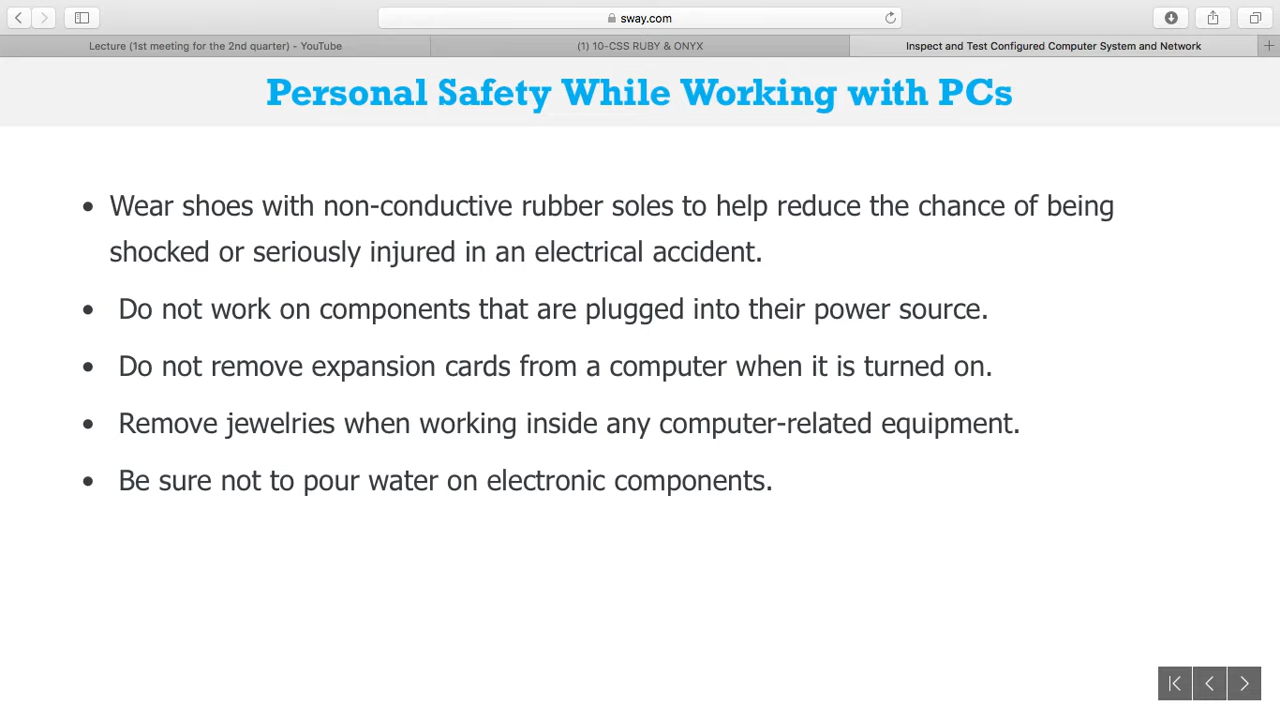 sway.com
Lecture (1st meeting for the 2nd quarter) - YouTube
(1) 10-CSS RUBY & ONYX
Inspect and Test Configured Computer System and Network
Personal Safety While Working with PCs
• Wear shoes with non-conductive rubber soles to help reduce the chance of being
shocked or seriously injured in an electrical accident.
• Do not work on components that are plugged into their power source.
• Do not remove expansion cards from a computer when it is turned on.
• Remove jewelries when working inside any computer-related equipment.
• Be sure not to pour water on electronic components.